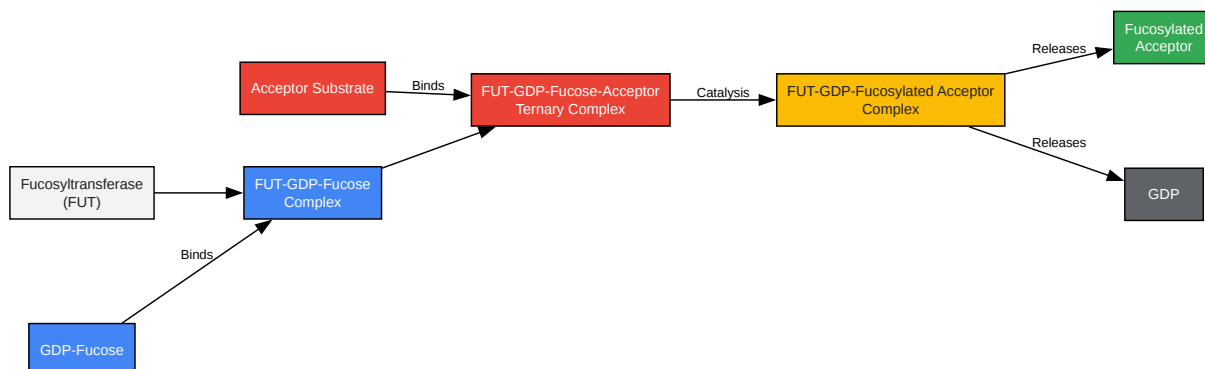 Fucosylated
Acceptor
Releases
Acceptor Substrate
Binds
FUT-GDP-Fucose-Acceptor
Ternary Complex
Catalysis
FUT-GDP-Fucosylated Acceptor
Complex
Releases
Fucosyltransferase
(FUT)
FUT-GDP-Fucose
Complex
GDP
Binds
GDP-Fucose